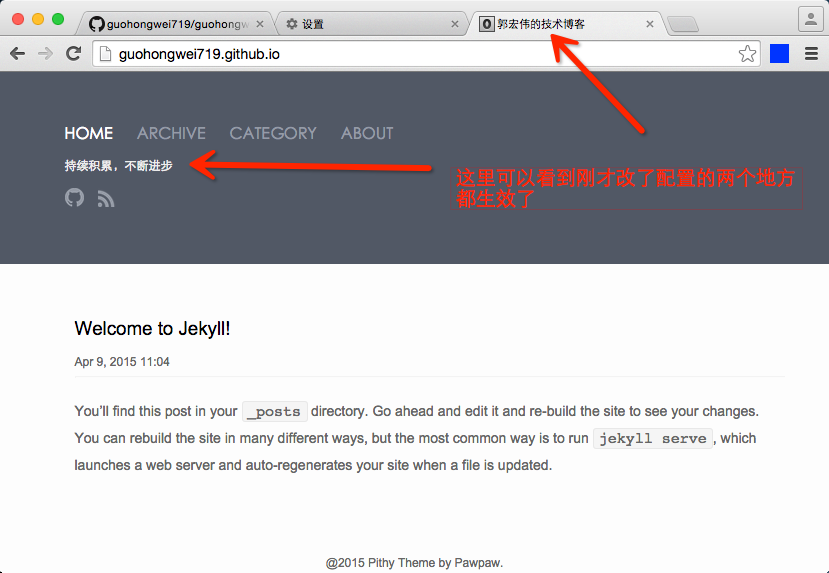 guohongwei719/guohongw
设置
郭宏伟的技术博客
guohongwei719.github.io
HOME ARCHIVE CATEGORY ABOUT
持续积累，不断进步
这里可以看到刚才改了配置的两个地方
都生效了
Welcome to Jekyll!
Apr 9, 2015 11:04
You’ll find this post in your _posts directory. Go ahead and edit it and re-build the site to see your changes.
You can rebuild the site in many different ways, but the most common way is to run jekyll serve, which
launches a web server and auto-regenerates your site when a file is updated.
@2015 Pithy Theme by Pawpaw.